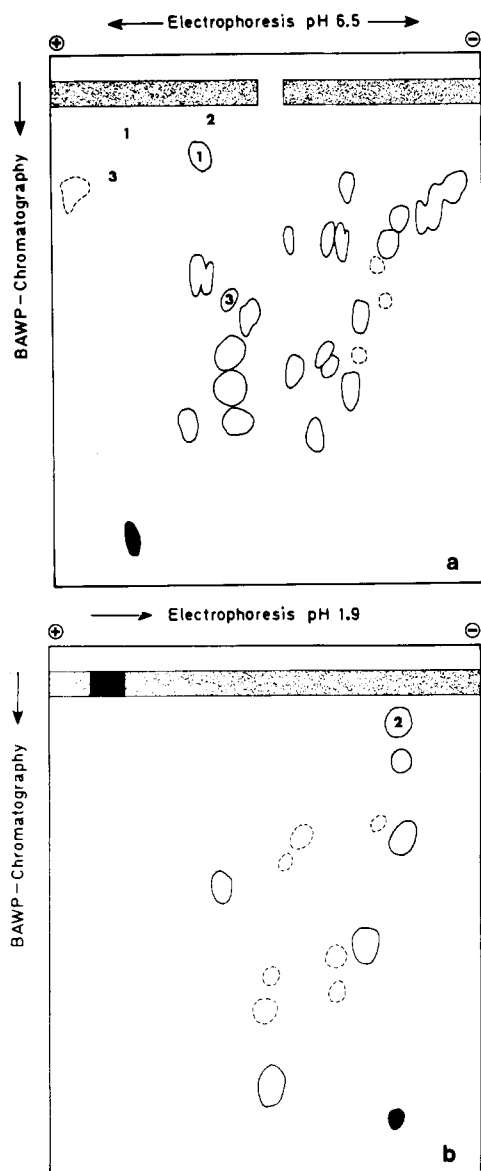 Electrophoresis pH 6.5
⊕ ⊖
BAWP-Chromatography
2
1
1
3
3
a
Electrophoresis pH 1.9
⊕ ⊖
BAWP-Chromatography
2
b